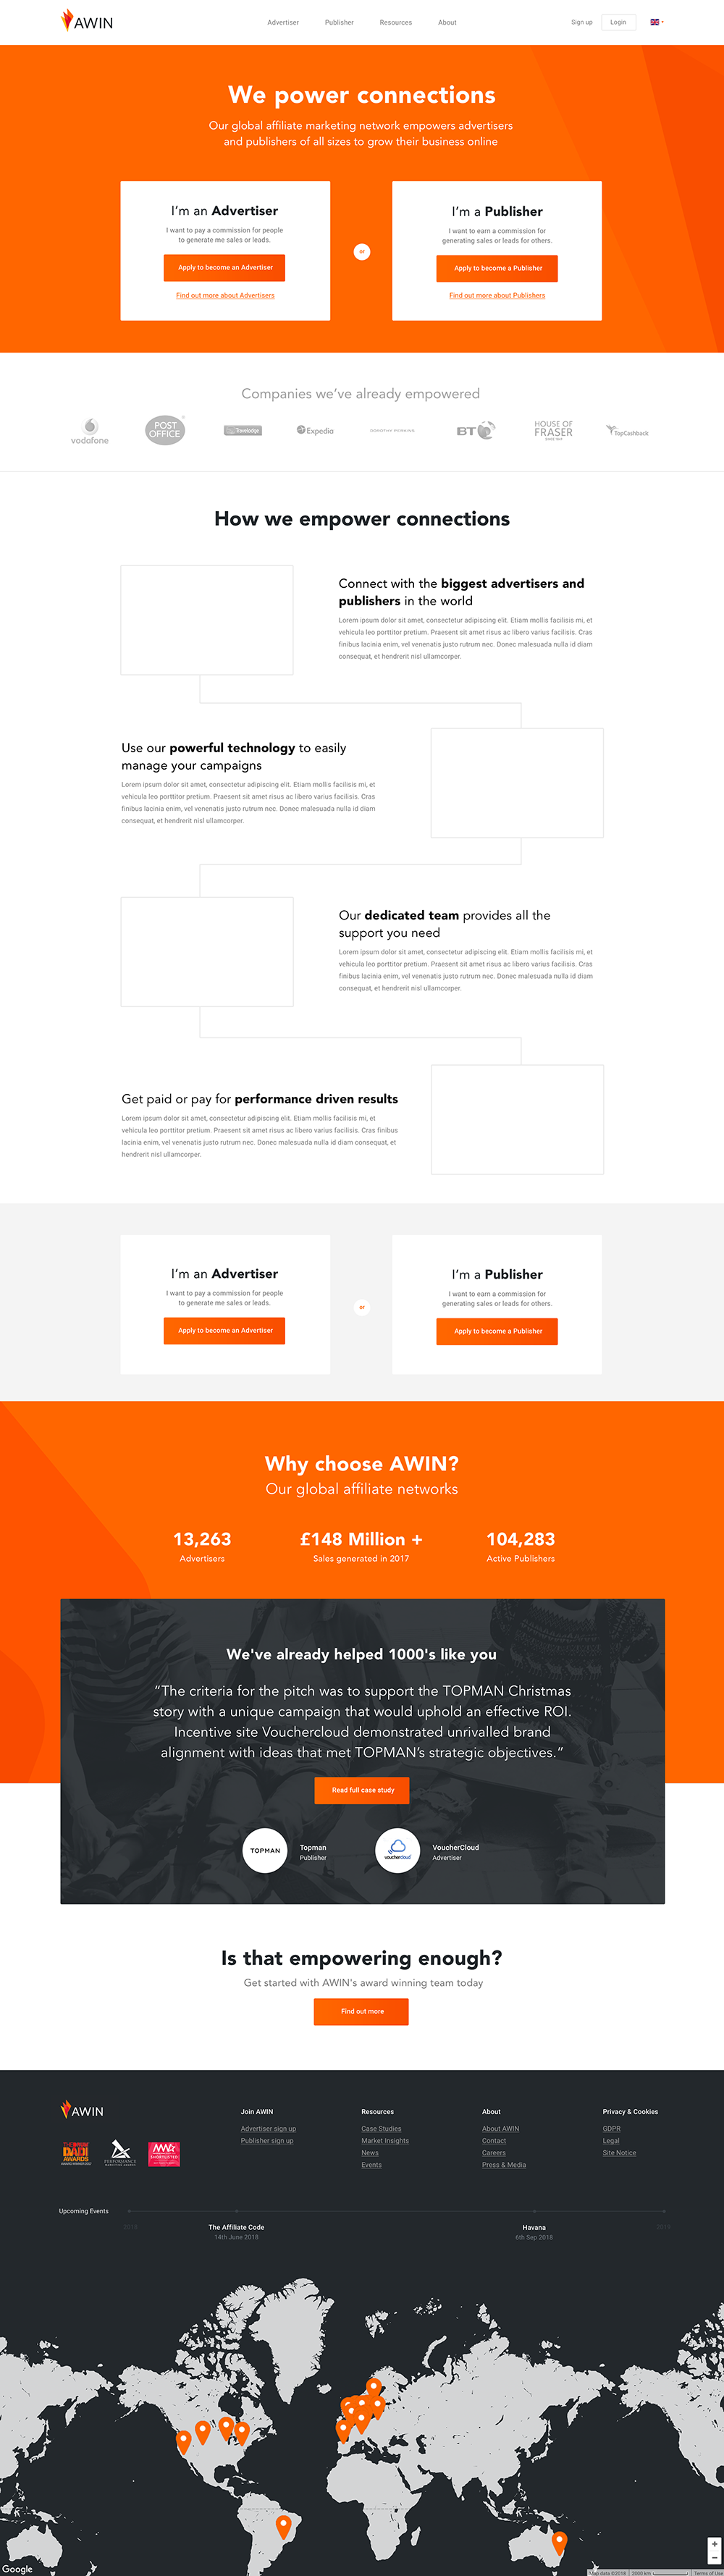 AWIN
Advertiser Publisher Resources About
Sign up Login
We power connections
Our global affiliate marketing network empowers advertisers
and publishers of all sizes to grow their business online
I'm an Advertiser
I want to pay a commission for people
to generate me sales or leads.
Apply to become an Advertiser
Find out more about Advertisers
or
I'm a Publisher
I want to earn a commission for
generating sales or leads for others.
Apply to become a Publisher
Find out more about Publishers
Companies we've already empowered
vodafone
POST
OFFICE
Travelodge
Expedia
DOROTHY PERKINS
BT
HOUSE OF
FRASER
SINCE 1849
TopCashback
How we empower connections
Connect with the biggest advertisers and
publishers in the world
Lorem ipsum dolor sit amet, consectetur adipiscing elit. Etiam mollis facilisis mi, et
vehicula leo porttitor pretium. Praesent sit amet risus ac libero varius facilisis. Cras
finibus lacinia enim, vel venenatis justo rutrum nec. Donec malesuada nulla id diam
consequat, et hendrerit nisl ullamcorper.
Use our powerful technology to easily
manage your campaigns
Lorem ipsum dolor sit amet, consectetur adipiscing elit. Etiam mollis facilisis mi, et
vehicula leo porttitor pretium. Praesent sit amet risus ac libero varius facilisis. Cras
finibus lacinia enim, vel venenatis justo rutrum nec. Donec malesuada nulla id diam
consequat, et hendrerit nisl ullamcorper.
Our dedicated team provides all the
support you need
Lorem ipsum dolor sit amet, consectetur adipiscing elit. Etiam mollis facilisis mi, et
vehicula leo porttitor pretium. Praesent sit amet risus ac libero varius facilisis. Cras
finibus lacinia enim, vel venenatis justo rutrum nec. Donec malesuada nulla id diam
consequat, et hendrerit nisl ullamcorper.
Get paid or pay for performance driven results
Lorem ipsum dolor sit amet, consectetur adipiscing elit. Etiam mollis facilisis mi, et
vehicula leo porttitor pretium. Praesent sit amet risus ac libero varius facilisis. Cras finibus
lacinia enim, vel venenatis justo rutrum nec. Donec malesuada nulla id diam consequat, et
hendrerit nisl ullamcorper.
I'm an Advertiser
I want to pay a commission for people
to generate me sales or leads.
Apply to become an Advertiser
or
I'm a Publisher
I want to earn a commission for
generating sales or leads for others.
Apply to become a Publisher
Why choose AWIN?
Our global affiliate networks
13,263
Advertisers
£148 Million +
Sales generated in 2017
104,283
Active Publishers
We've already helped 1000's like you
“The criteria for the pitch was to support the TOPMAN Christmas
story with a unique campaign that would uphold an effective ROI.
Incentive site Vouchercloud demonstrated unrivalled brand
alignment with ideas that met TOPMAN's strategic objectives.”
Read full case study
TOPMAN
Topman
Publisher
vouchercloud
VoucherCloud
Advertiser
Is that empowering enough?
Get started with AWIN's award winning team today
Find out more
AWIN
THE DRUM
DADI
AWARDS
PERFORMANCE
MARKETING AWARDS
Join AWIN
Advertiser sign up
Publisher sign up
Resources
Case Studies
Market Insights
News
Events
About
About AWIN
Contact
Careers
Press & Media
Privacy & Cookies
GDPR
Legal
Site Notice
Upcoming Events
2018
The Affiliate Code
14th June 2018
Havana
6th Sep 2018
Google
Map data ©2018 2000 km Terms of Use